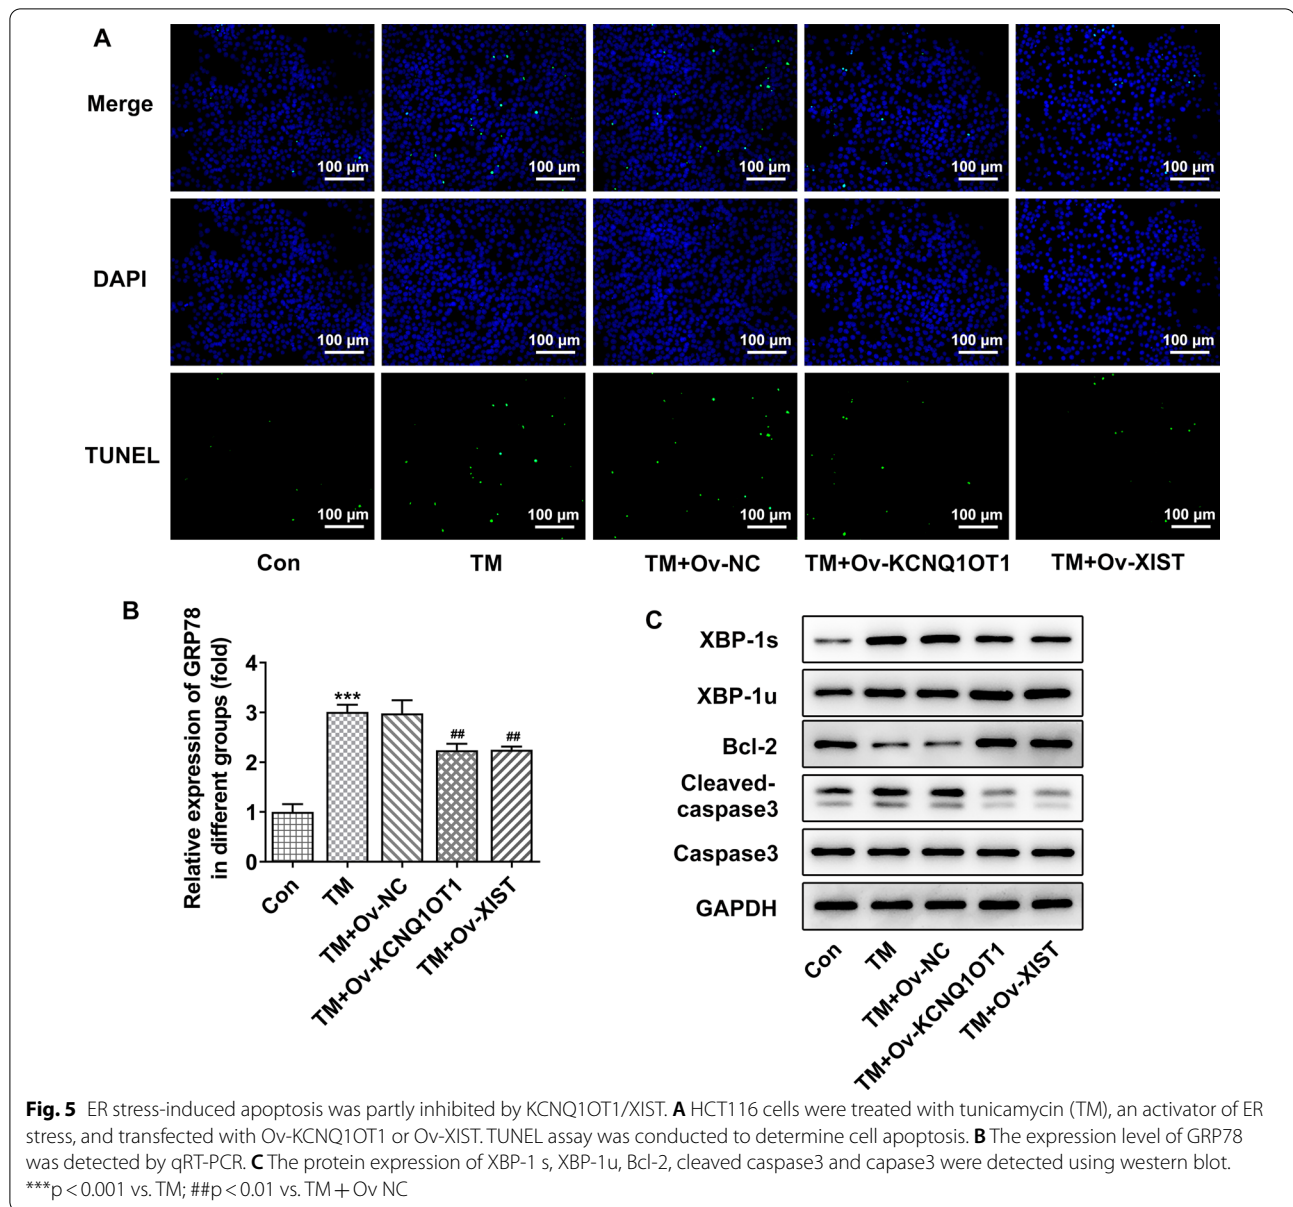 A
Merge
100 µm 100 µm 100 µm 100 µm 100 µm
DAPI
100 µm 100 µm 100 µm 100 µm 100 µm
TUNEL
100 µm 100 µm 100 µm 100 µm 100 µm
Con TM TM+Ov-NC TM+Ov-KCNQ1OT1 TM+Ov-XIST
B
Relative expression of GRP78
in different groups (fold)
4
3
2
1
0
***
##
##
Con
TM
TM+Ov-NC
TM+Ov-KCNQ1OT1
TM+Ov-XIST
C
XBP-1s
XBP-1u
Bcl-2
Cleaved-
caspase3
Caspase3
GAPDH
Con
TM
TM+Ov-NC
TM+Ov-KCNQ1OT1
TM+Ov-XIST
Fig. 5 ER stress-induced apoptosis was partly inhibited by KCNQ1OT1/XIST. A HCT116 cells were treated with tunicamycin (TM), an activator of ER
stress, and transfected with Ov-KCNQ1OT1 or Ov-XIST. TUNEL assay was conducted to determine cell apoptosis. B The expression level of GRP78
was detected by qRT-PCR. C The protein expression of XBP-1 s, XBP-1u, Bcl-2, cleaved caspase3 and capase3 were detected using western blot.
***p < 0.001 vs. TM; ##p < 0.01 vs. TM + Ov NC